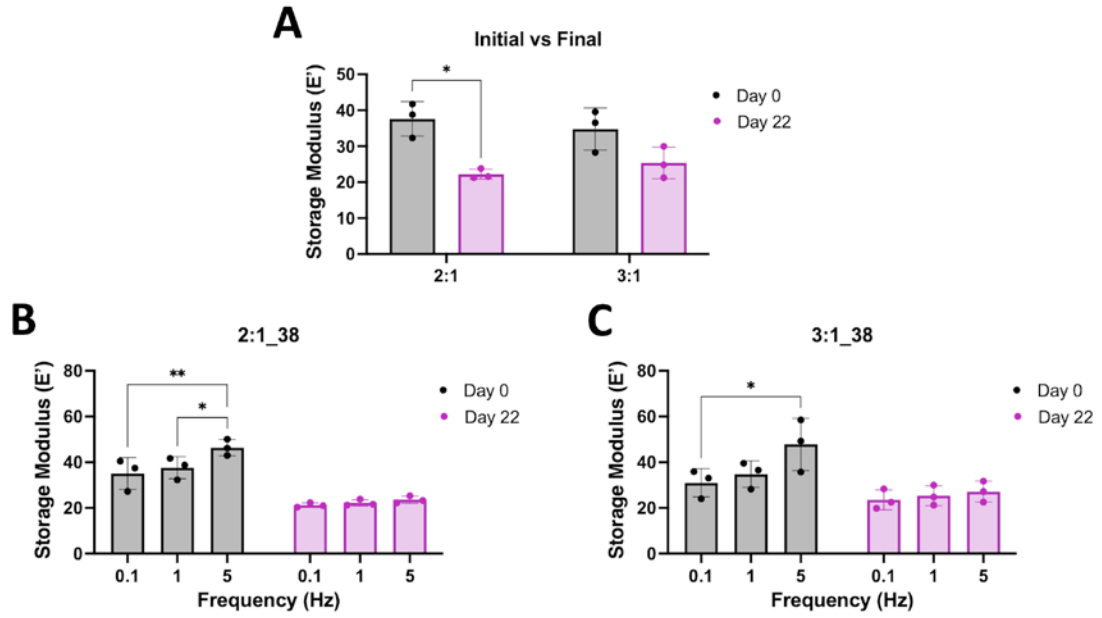 A
Initial vs Final
Storage Modulus (E’)
50
40
30
20
10
0
*
2:1
3:1
Day 0
Day 22
B
2:1_38
Storage Modulus (E’)
80
60
40
20
0
**
*
0.1
1
5
0.1
1
5
Frequency (Hz)
Day 0
Day 22
C
3:1_38
Storage Modulus (E’)
80
60
40
20
0
*
0.1
1
5
0.1
1
5
Frequency (Hz)
Day 0
Day 22